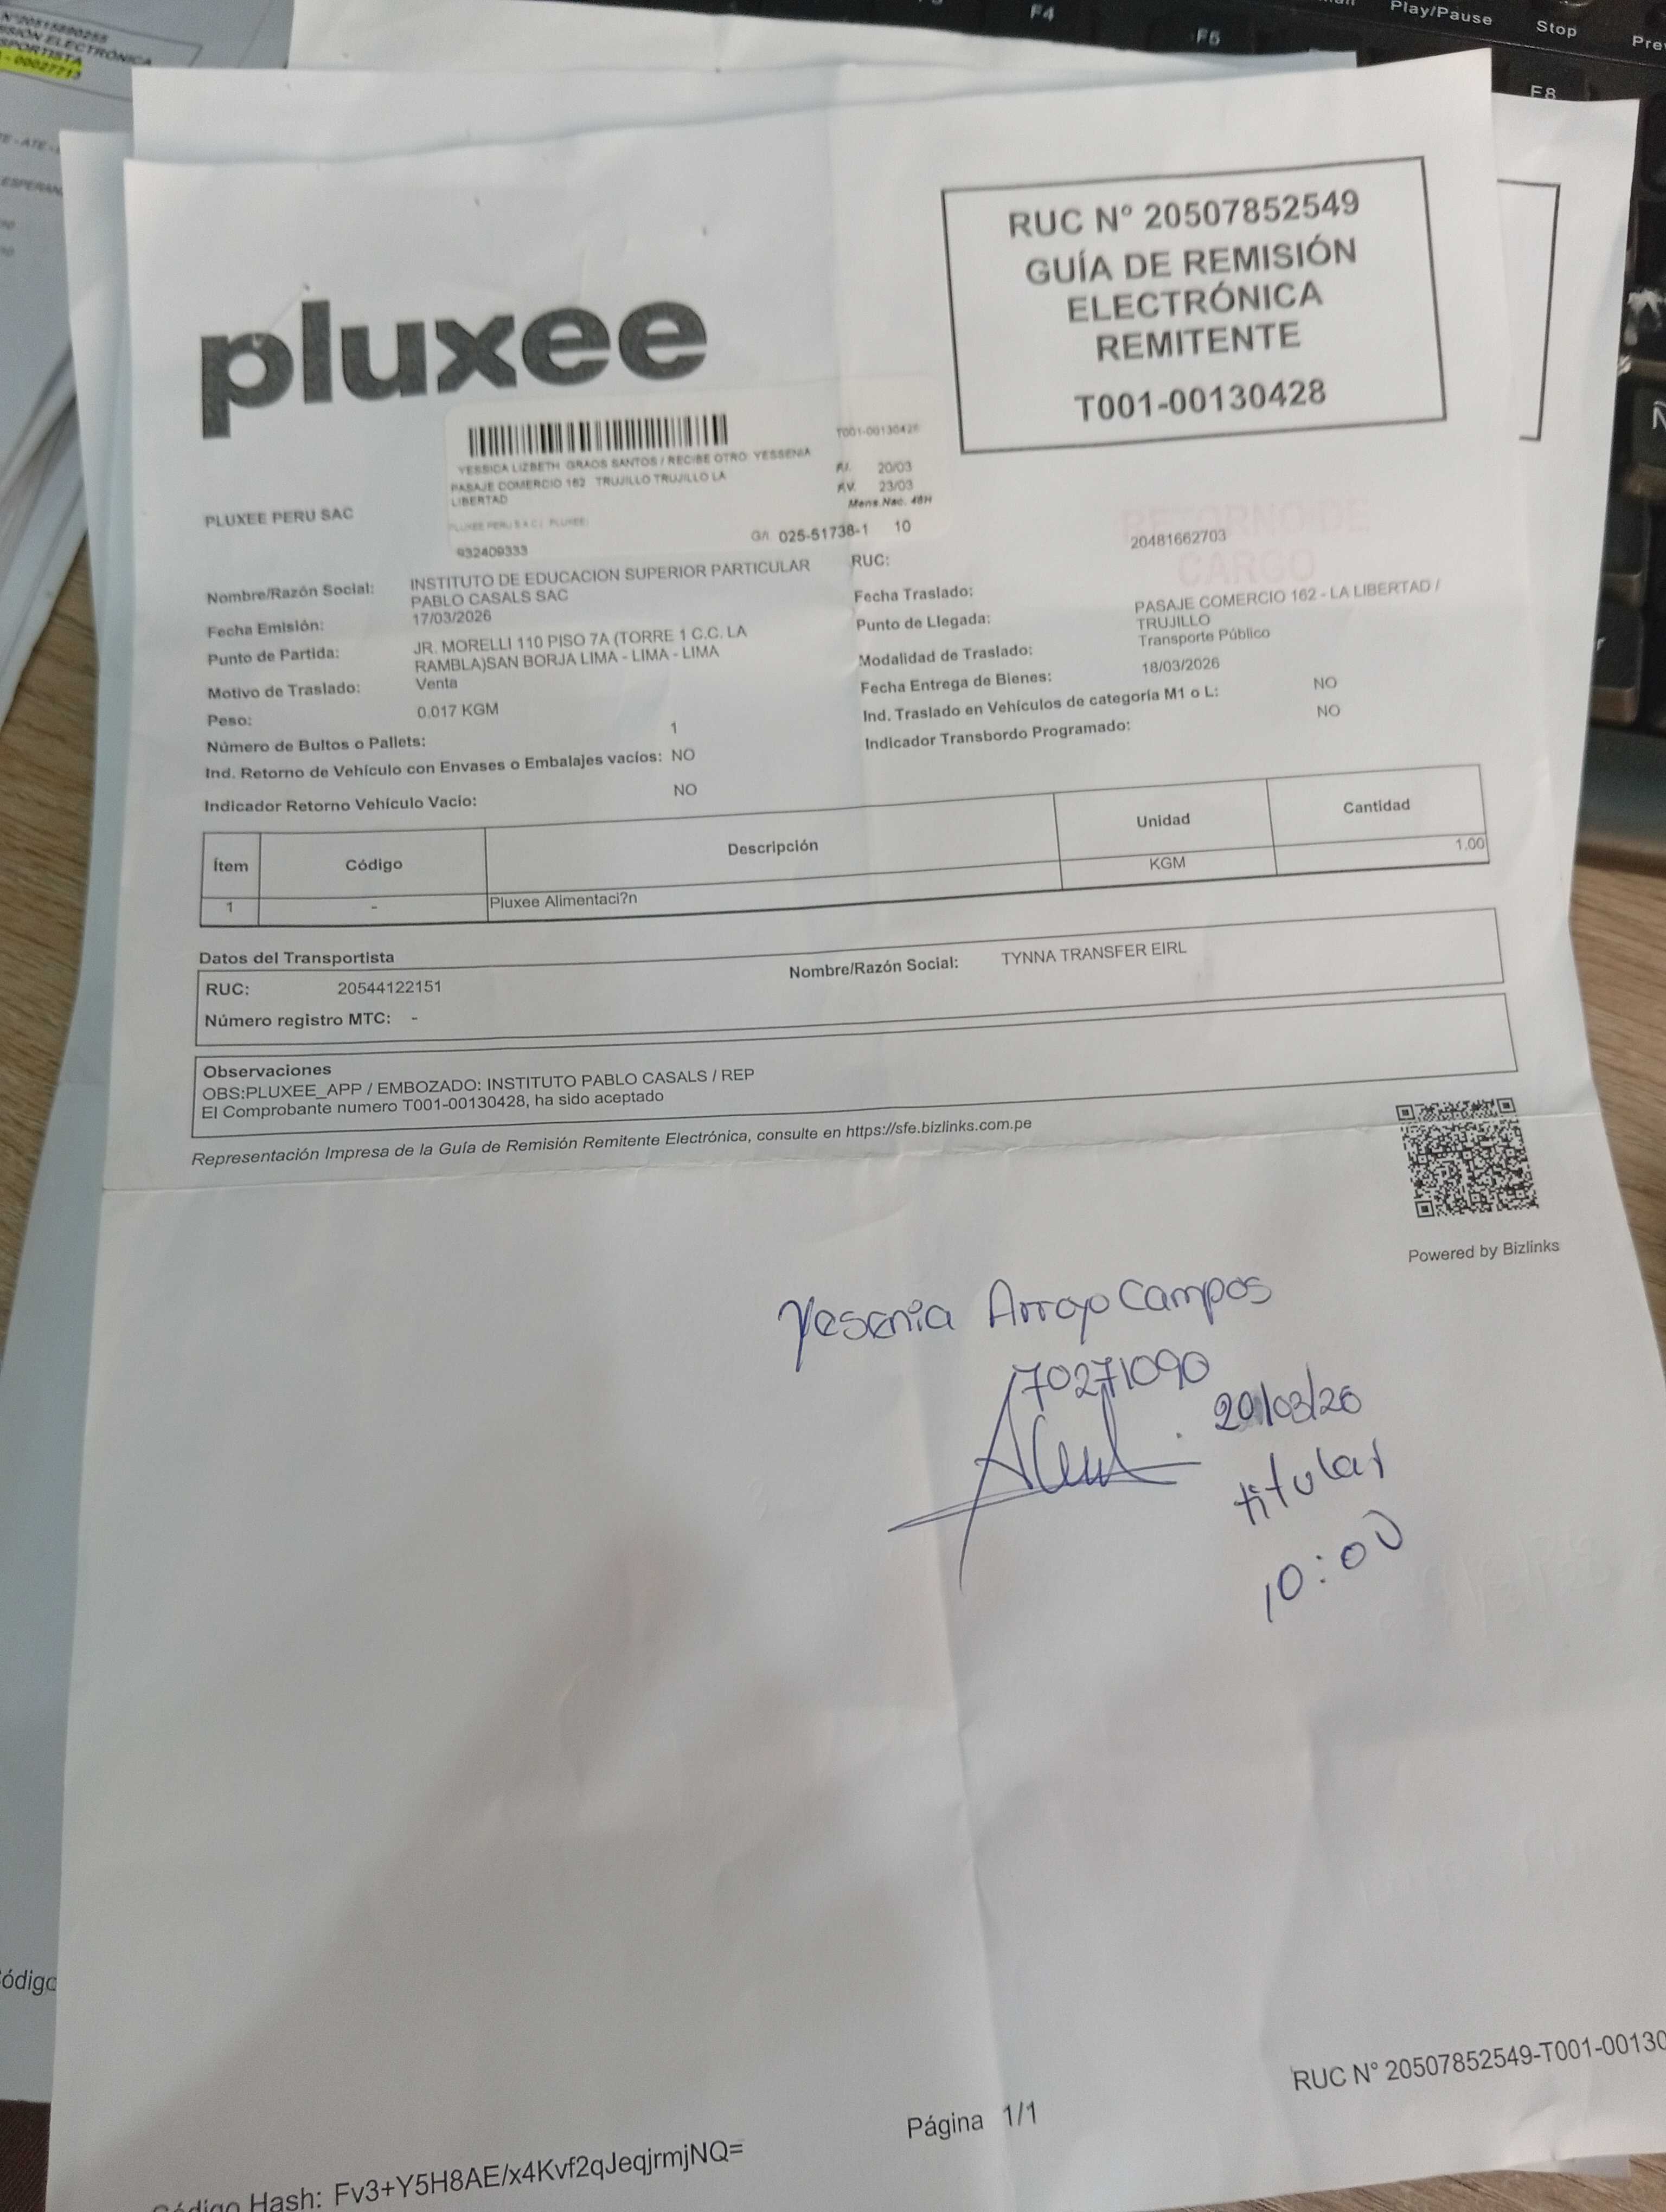 F4
F5
Play/Pause
Stop
F8
N°20515590255
PORTISTA
- 00027713
RUC N° 20507852549
GUÍA DE REMISIÓN
ELECTRÓNICA
REMITENTE
T001-00130428
pluxee
T001-00130428
YESSICA LIZBETH GRAOS SANTOS / RECIBE OTRO YESSENIA
PASAJE COMERCIO 162 TRUJILLO TRUJILLO LA
LIBERTAD
20/03
23/03
Mens.Nac. 48H
PLUXEE PERU S A C / PLUXEE
G/I. 025-51738-1 10
932409333
PLUXEE PERU SAC
RETORNO DE
CARGO
Nombre/Razón Social: INSTITUTO DE EDUCACION SUPERIOR PARTICULAR
PABLO CASALS SAC
RUC: 20481662703
Fecha Emisión: 17/03/2026
Fecha Traslado:
Punto de Partida: JR. MORELLI 110 PISO 7A (TORRE 1 C.C. LA
RAMBLA)SAN BORJA LIMA - LIMA - LIMA
Punto de Llegada: PASAJE COMERCIO 162 - LA LIBERTAD /
TRUJILLO
Motivo de Traslado: Venta
Modalidad de Traslado: Transporte Público
Peso: 0.017 KGM
Fecha Entrega de Bienes: 18/03/2026
Número de Bultos o Pallets: 1
Ind. Traslado en Vehículos de categoría M1 o L: NO
Ind. Retorno de Vehículo con Envases o Embalajes vacíos: NO
Indicador Transbordo Programado: NO
Indicador Retorno Vehículo Vacío: NO
Ítem Código Descripción Unidad Cantidad
1 - Pluxee Alimentaci?n KGM 1.00
Datos del Transportista
RUC: 20544122151 Nombre/Razón Social: TYNNA TRANSFER EIRL
Número registro MTC: -
Observaciones
OBS:PLUXEE_APP / EMBOZADO: INSTITUTO PABLO CASALS / REP
El Comprobante numero T001-00130428, ha sido aceptado
Representación Impresa de la Guía de Remisión Remitente Electrónica, consulte en https://sfe.bizlinks.com.pe
Powered by Bizlinks
Yesenia Arroyo Campos
70271090
20/03/26
titular
10:00
RUC N° 20507852549-T001-00130
Página 1/1
Código Hash: Fv3+Y5H8AE/x4Kvf2qJeqjrmjNQ=